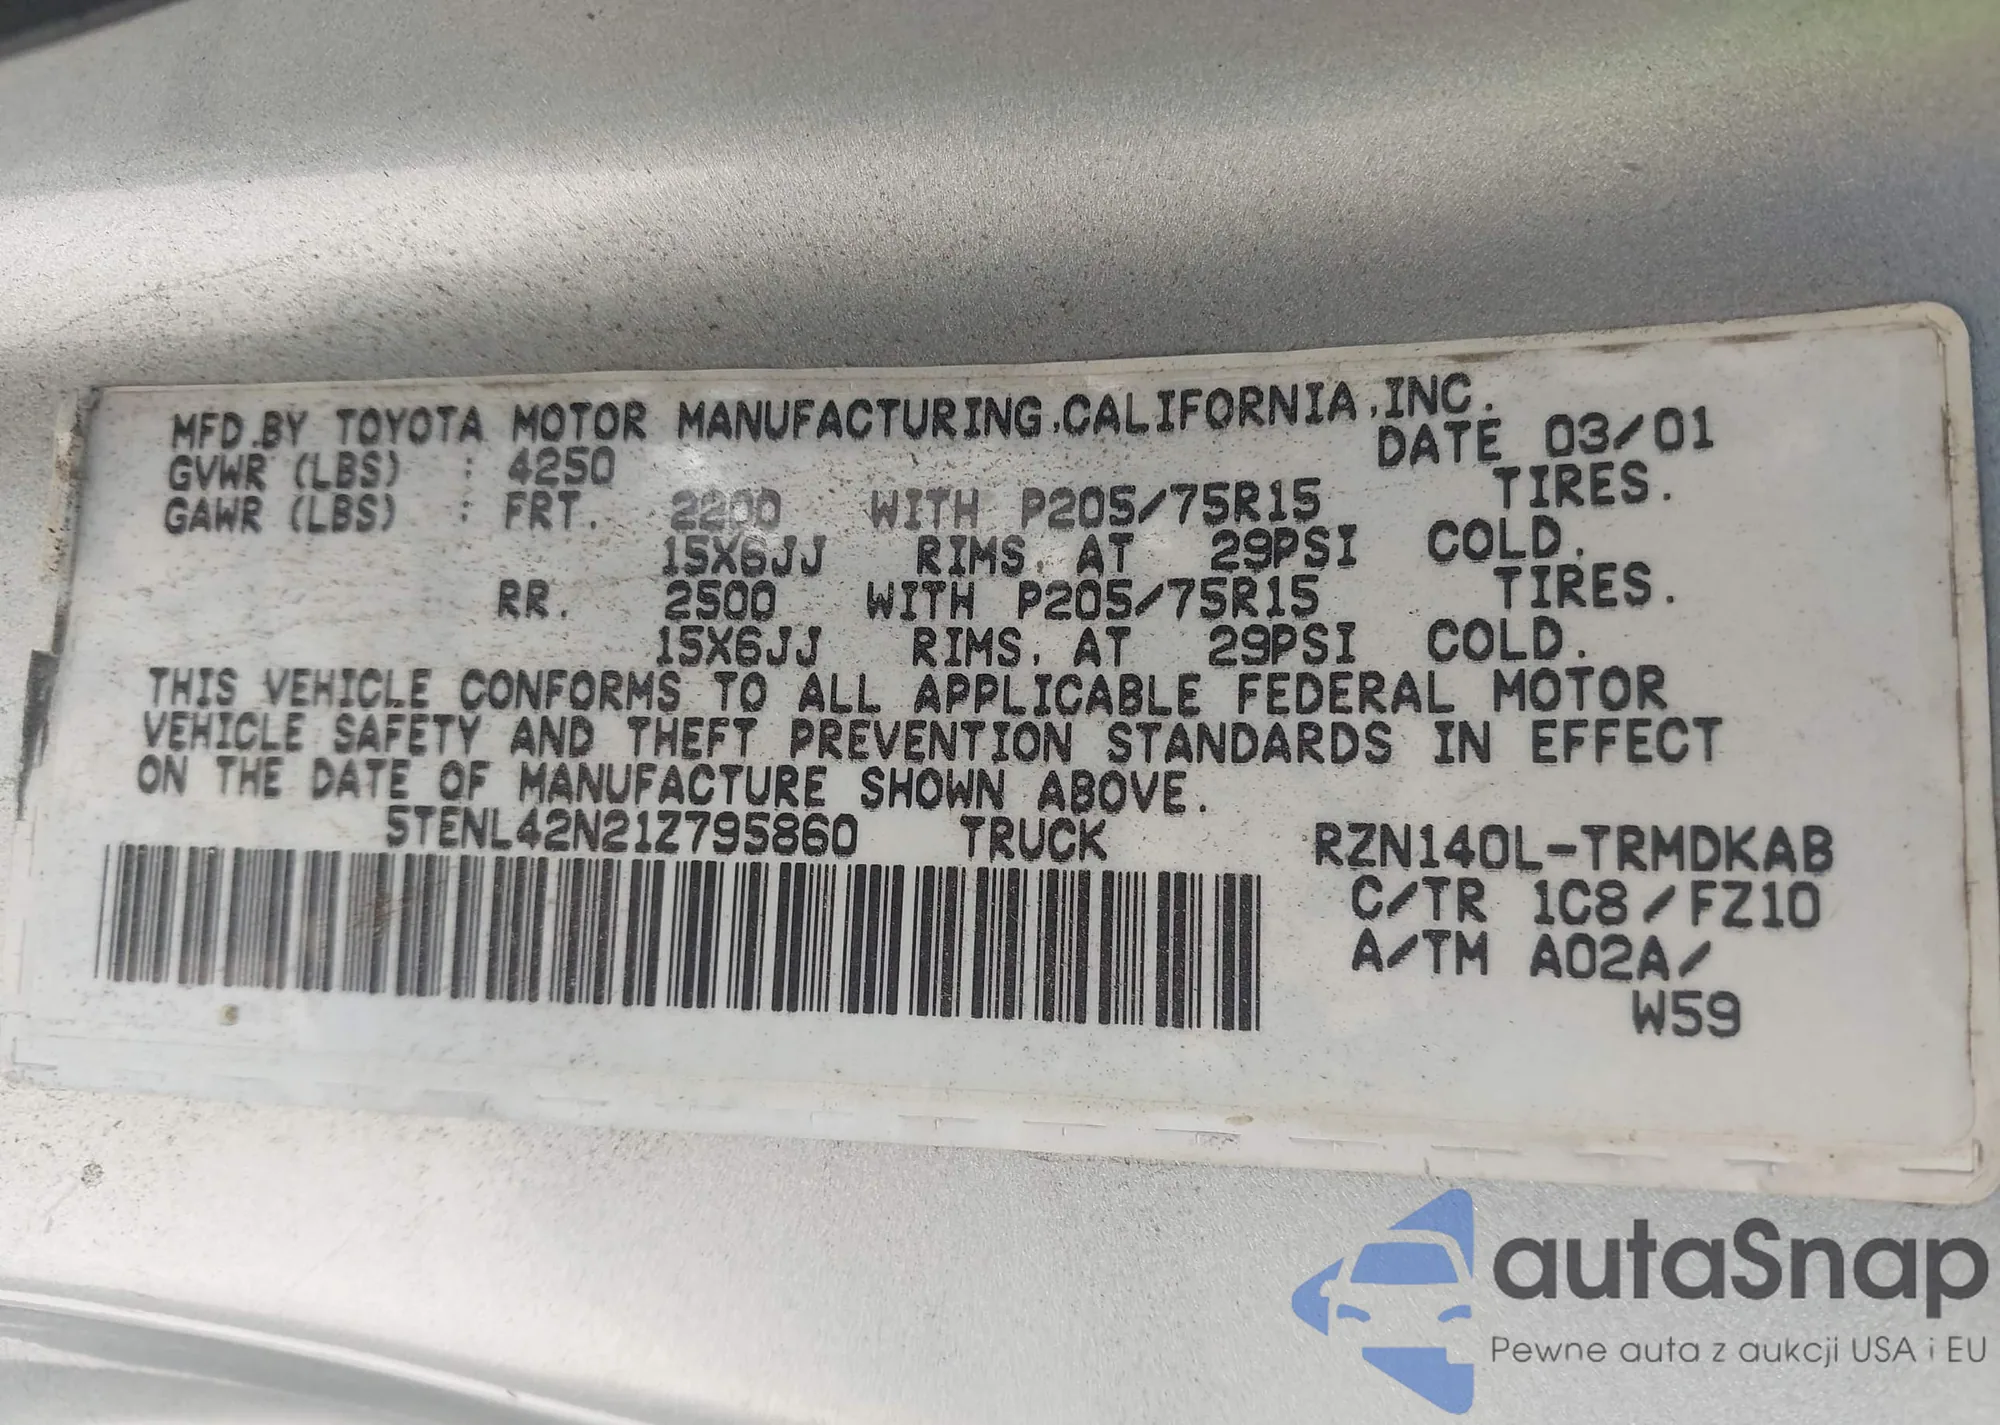 MFD.BY TOYOTA MOTOR MANUFACTURING,CALIFORNIA,INC.
DATE 03/01
GVWR (LBS) : 4250
GAWR (LBS) : FRT. 2200 WITH P205/75R15 TIRES.
15X6JJ RIMS, AT 29PSI COLD.
RR. 2500 WITH P205/75R15 TIRES.
15X6JJ RIMS, AT 29PSI COLD.
THIS VEHICLE CONFORMS TO ALL APPLICABLE FEDERAL MOTOR
VEHICLE SAFETY AND THEFT PREVENTION STANDARDS IN EFFECT
ON THE DATE OF MANUFACTURE SHOWN ABOVE.
5TENL42N21Z795860 TRUCK RZN140L-TRMDKAB
C/TR 1C8/FZ10
A/TM A02A/
W59
autaSnap
Pewne auta z aukcji USA i EU